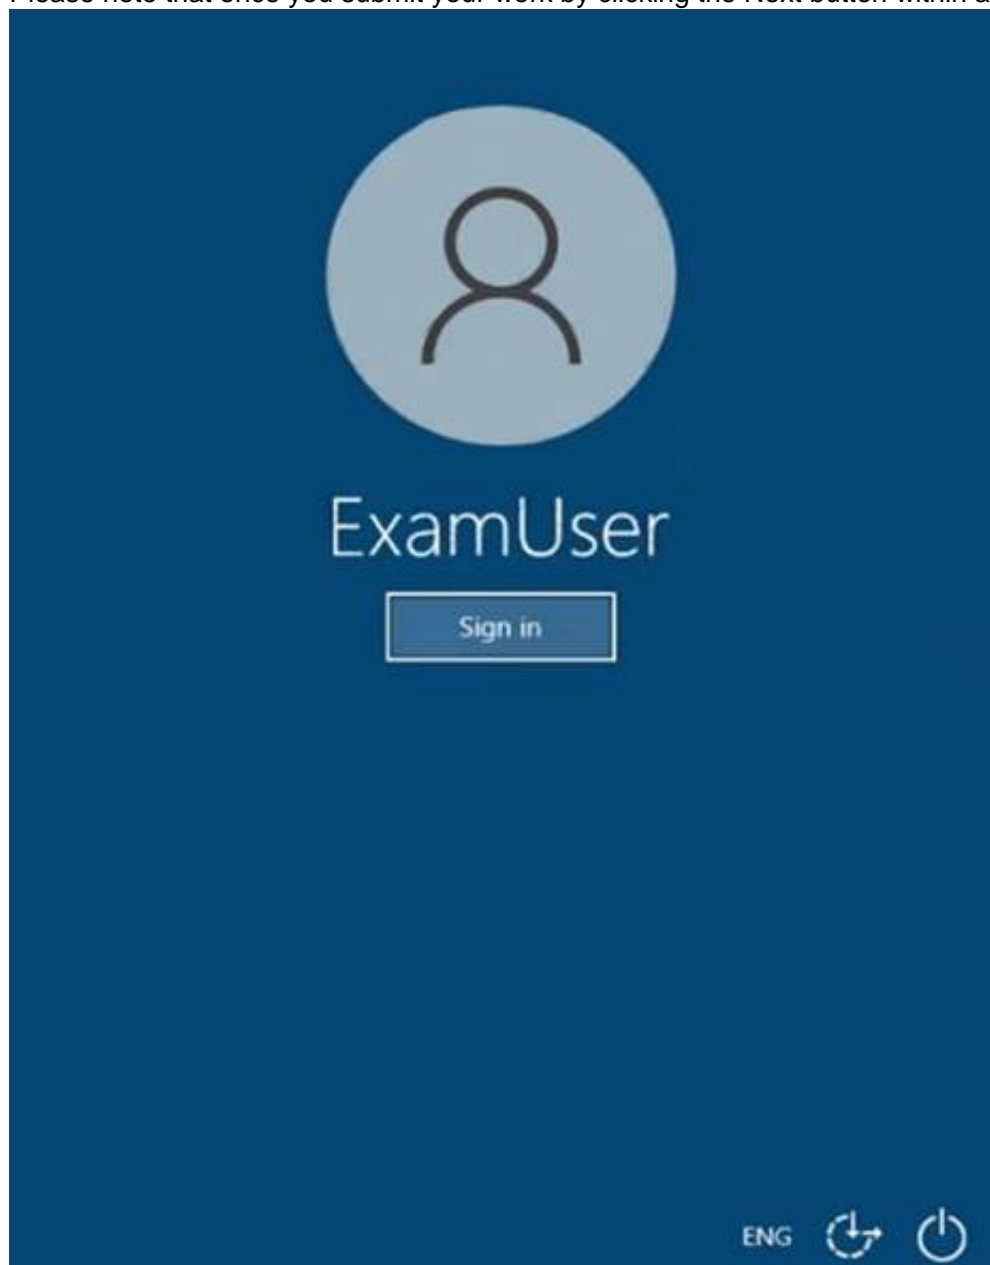 Please note that once you submit your work by clicking the Next button within a
ExamUser
Sign in
ENG